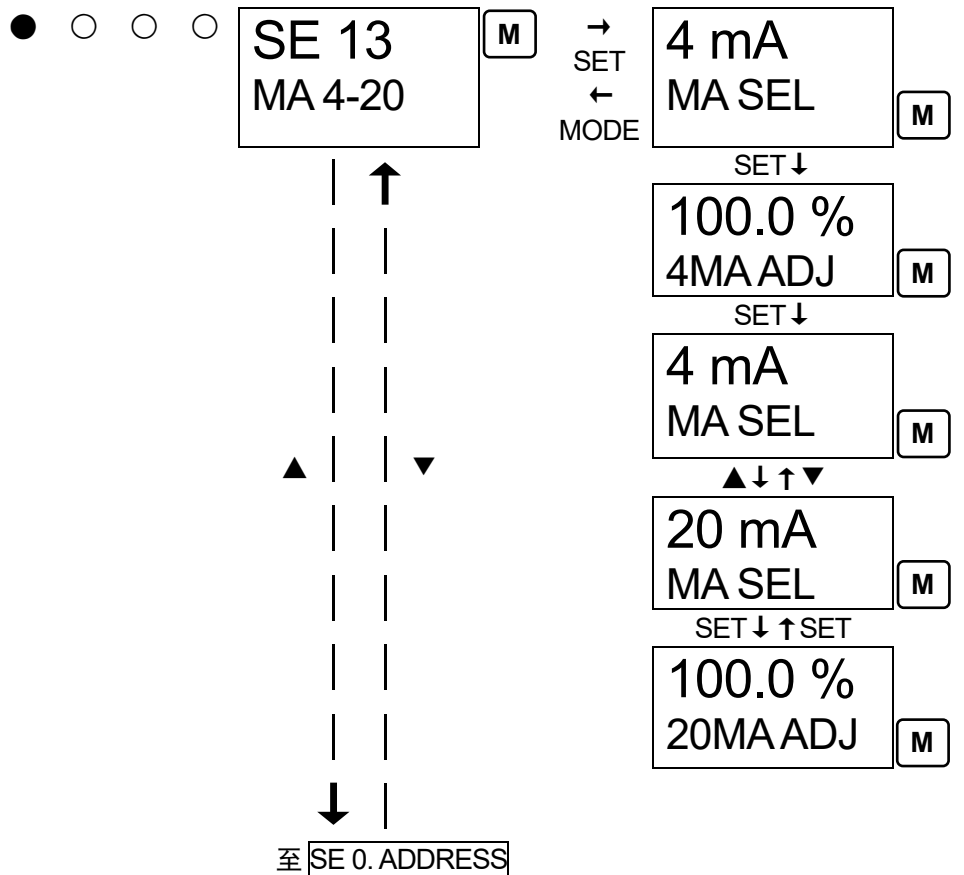 ● ○ ○ ○
SE 13
MA 4-20
M
→
SET
←
MODE
4 mA
MA SEL
M
SET↓
100.0 %
4MA ADJ
M
SET↓
4 mA
MA SEL
M
▲↓↑▼
20 mA
MA SEL
M
SET↓↑SET
100.0 %
20MA ADJ
M
▲ ▼
至 SE 0. ADDRESS